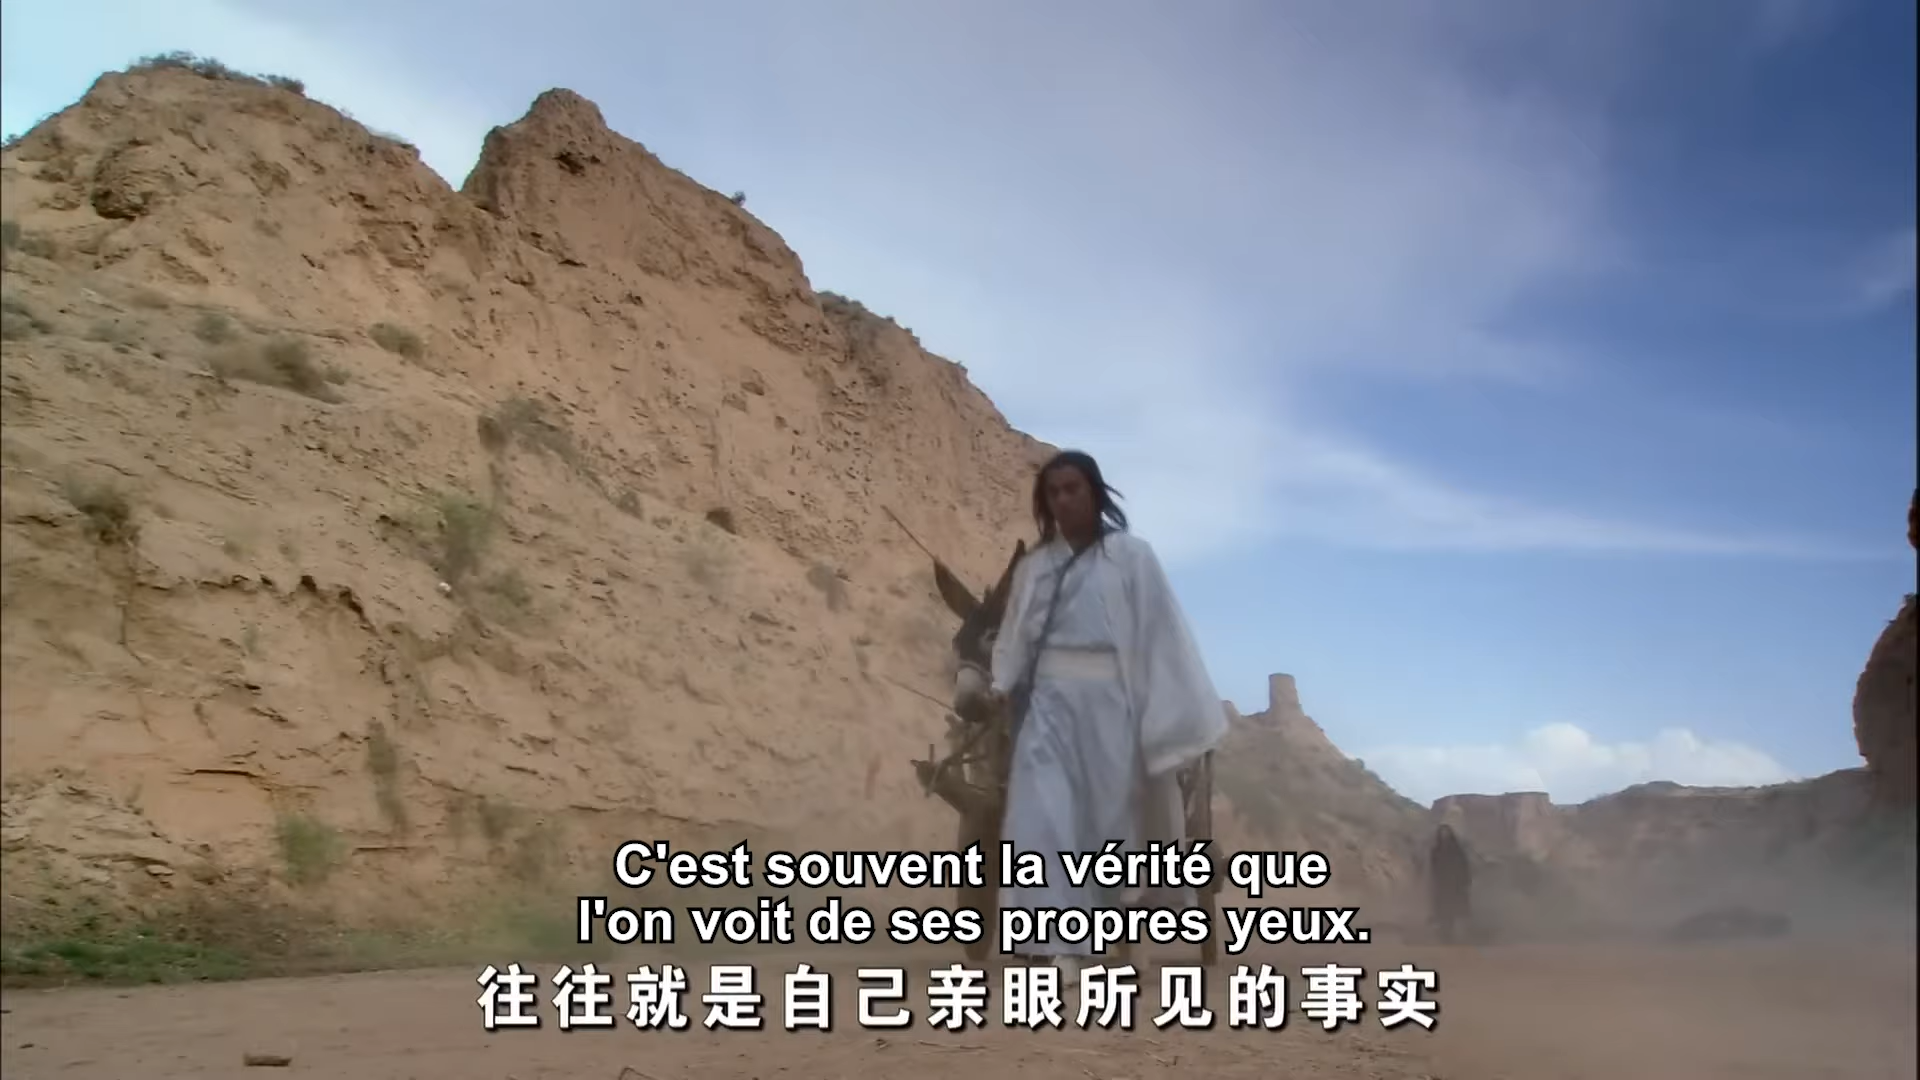 C'est souvent la vérité que
l'on voit de ses propres yeux.
往往就是自己亲眼所见的事实